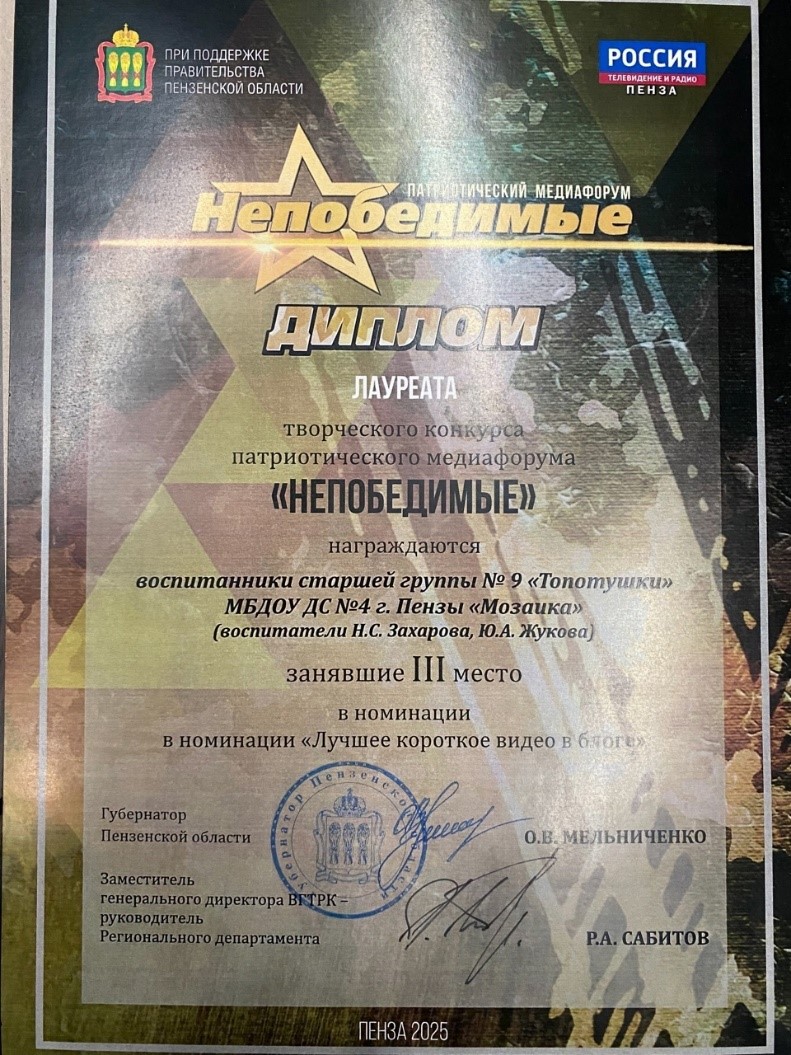 ПРИ ПОДДЕРЖКЕ
ПРАВИТЕЛЬСТВА
ПЕНЗЕНСКОЙ ОБЛАСТИ
РОССИЯ
ТЕЛЕВИДЕНИЕ И РАДИО
ПЕНЗА
ПАТРИОТИЧЕСКИЙ МЕДИАФОРУМ
Непобедимые
ДИПЛОМ
ЛАУРЕАТА
творческого конкурса
патриотического медиафорума
«НЕПОБЕДИМЫЕ»
награждаются
воспитанники старшей группы № 9 «Топотушки»
МБДОУ ДС №4 г. Пензы «Мозаика»
(воспитатели Н.С. Захарова, Ю.А. Жукова)
занявшие III место
в номинации
в номинации «Лучшее короткое видео в блоге»
Губернатор Пензенской области
Губернатор
Пензенской области
О.В. МЕЛЬНИЧЕНКО
Заместитель
генерального директора ВГТРК –
руководитель
Регионального департамента
Р.А. САБИТОВ
ПЕНЗА 2025